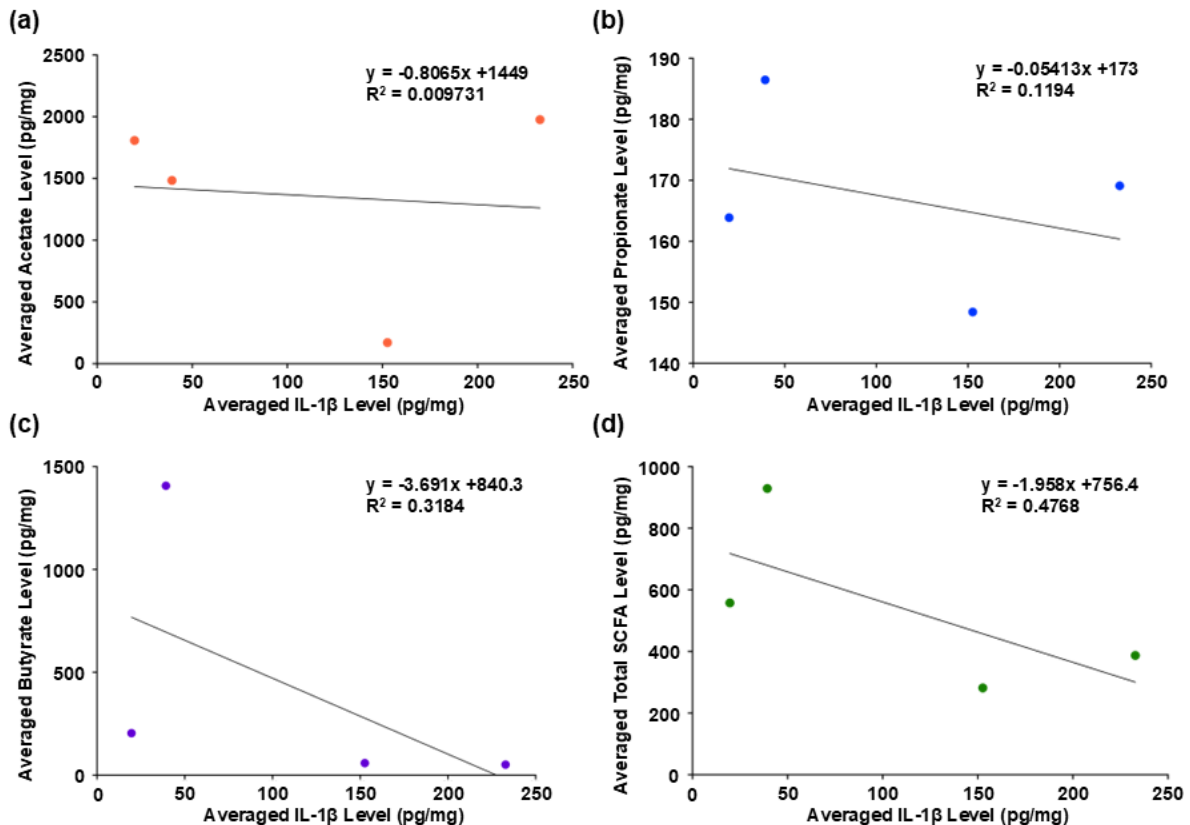 (a)
y = -0.8065x +1449
R² = 0.009731
Averaged Acetate Level (pg/mg)
2500
2000
1500
1000
500
0
0 50 100 150 200 250
Averaged IL-1β Level (pg/mg)
(b)
y = -0.05413x +173
R² = 0.1194
Averaged Propionate Level (pg/mg)
190
180
170
160
150
140
0 50 100 150 200 250
Averaged IL-1β Level (pg/mg)
(c)
y = -3.691x +840.3
R² = 0.3184
Averaged Butyrate Level (pg/mg)
1500
1000
500
0
0 50 100 150 200 250
Averaged IL-1β Level (pg/mg)
(d)
y = -1.958x +756.4
R² = 0.4768
Averaged Total SCFA Level (pg/mg)
1000
800
600
400
200
0
0 50 100 150 200 250
Averaged IL-1β Level (pg/mg)